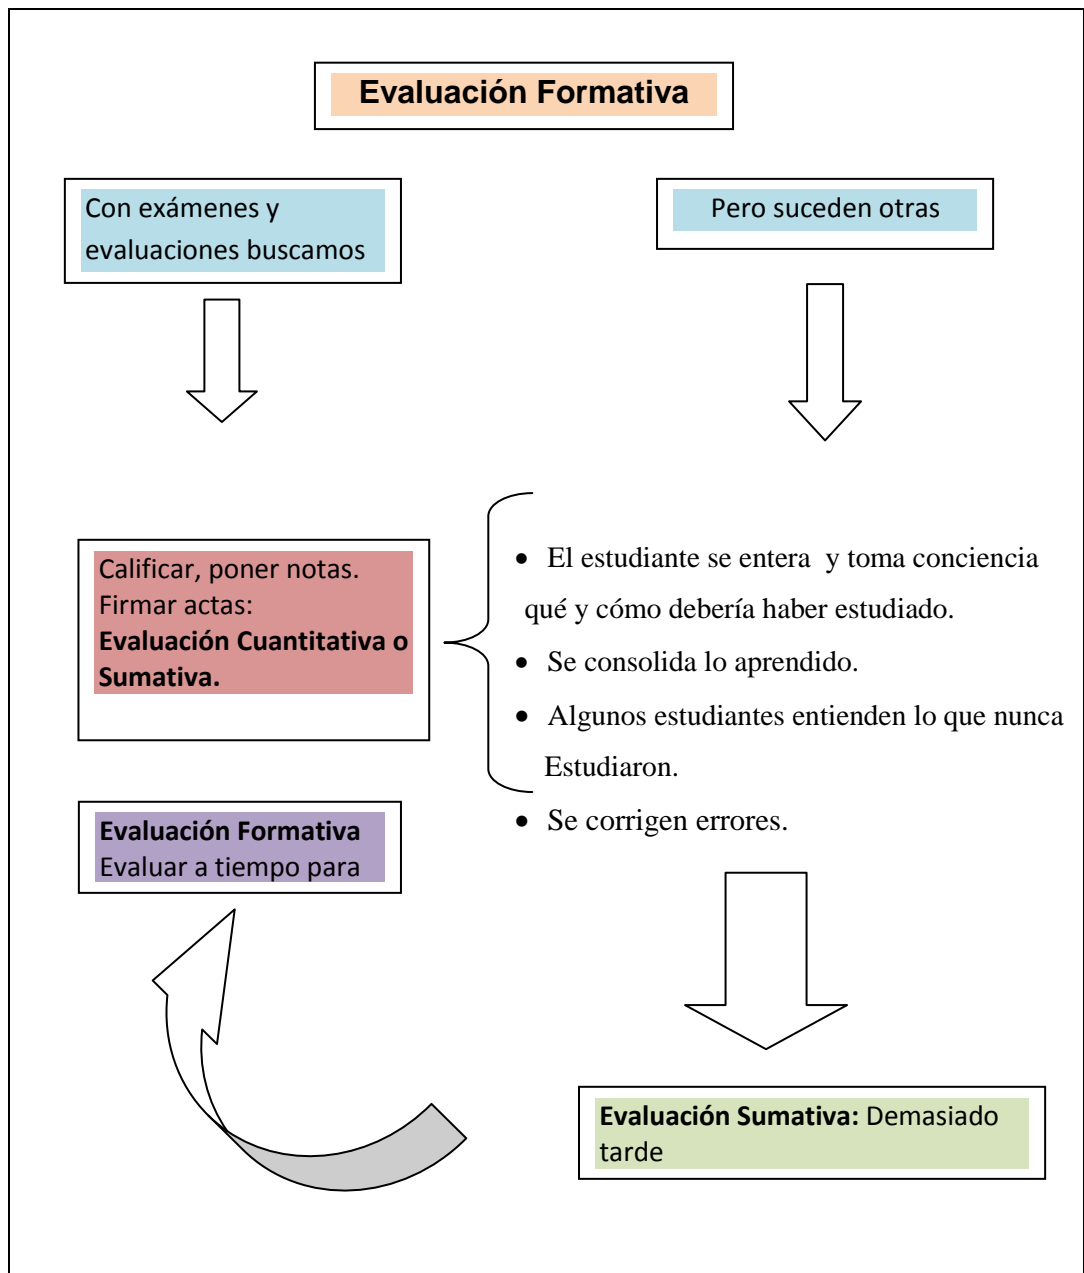 Evaluación Formativa
Con exámenes y
evaluaciones buscamos
Pero suceden otras
Calificar, poner notas.
Firmar actas:
Evaluación Cuantitativa o
Sumativa.
• El estudiante se entera y toma conciencia
qué y cómo debería haber estudiado.
• Se consolida lo aprendido.
• Algunos estudiantes entienden lo que nunca
Estudiaron.
• Se corrigen errores.
Evaluación Formativa
Evaluar a tiempo para
Evaluación Sumativa: Demasiado
tarde